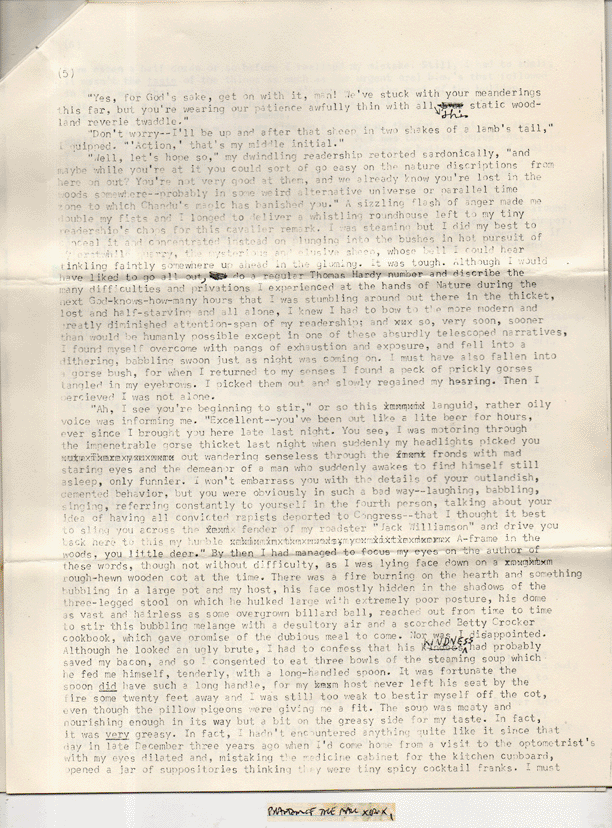 (5)
"Yes, for God's sake, get on with it, man! We've stuck with your meanderings
this far, but you're wearing our patience awfully thin with all this static wood-
land reverie twaddle."
"Don't worry--I'll be up and after that sheep in two shakes of a lamb's tail,"
I quipped. "'Action,' that's my middle initial."
"Well, let's hope so," my dwindling readership retorted sardonically, "and
maybe while you're at it you could sort of go easy on the nature discriptions from
here on out? You're not very good at them, and we already know you're lost in the
woods somewhere--probably in some weird alternative universe or parallel time
zone to which Chandu's magic has banished you." A sizzling flash of anger made me
double my fists and I longed to deliver a whistling roundhouse left to my tiny
readership's chops for this cavalier remark. I was steaming but I did my best to
conceal it and concentrated instead on plunging into the bushes in hot pursuit of
erstwhile quarry, the mysterious and elusive sheep, whose bell I could hear
tinkling faintly somewhere up ahead in the gloaming. It was tough. Although I would
have liked to go all out, do a regular Thomas Hardy number and discribe the
many difficulties and privations I experienced at the hands of Nature during the
next God-knows-how-many hours that I was stumbling around out there in the thicket,
lost and half-starving and all alone, I knew I had to bow to the more modern and
greatly diminished attention-span of my readership; and so, very soon, sooner
than would be humanly possible except in one of these absurdly telescoped narratives,
I found myself overcome with pangs of exhaustion and exposure, and fell into a
dithering, babbling swoon just as night was coming on. I must have also fallen into
a gorse bush, for when I returned to my senses I found a peck of prickly gorses
tangled in my eyebrows. I picked them out and slowly regained my hearing. Then I
percieved I was not alone.
"Ah, I see you're beginning to stir," or so this languid, rather oily
voice was informing me. "Excellent--you've been out like a lite beer for hours,
ever since I brought you here late last night. You see, I was motoring through
the impenetrable gorse thicket last night when suddenly my headlights picked you
out wandering senseless through the fronds with mad
staring eyes and the demeanor of a man who suddenly awakes to find himself still
asleep, only funnier. I won't embarrass you with the details of your outlandish,
demented behavior, but you were obviously in such a bad way--laughing, babbling,
singing, referring constantly to yourself in the fourth person, talking about your
idea of having all convicted rapists deported to Congress--that I thought it best
to sling you across the fender of my roadster "Jack Williamson" and drive you
back here to this my humble A-frame in the
woods, you little deer." By then I had managed to focus my eyes on the author of
these words, though not without difficulty, as I was lying face down on a
rough-hewn wooden cot at the time. There was a fire burning on the hearth and something
bubbling in a large pot and my host, his face mostly hidden in the shadows of the
three-legged stool on which he hulked large with extremely poor posture, his dome
as vast and hairless as some overgrown billard ball, reached out from time to time
to stir this bubbling melange with a desultory air and a scorched Betty Crocker
cookbook, which gave promise of the dubious meal to come. Nor was I disappointed.
Although he looked an ugly brute, I had to confess that his NUDNESS had probably
saved my bacon, and so I consented to eat three bowls of the steaming soup which
he fed me himself, tenderly, with a long-handled spoon. It was fortunate the
spoon did have such a long handle, for my host never left his seat by the
fire some twenty feet away and I was still too weak to bestir myself off the cot,
even though the pillow pigeons were giving me a fit. The soup was meaty and
nourishing enough in its way but a bit on the greasy side for my taste. In fact,
it was very greasy. In fact, I hadn't encountered anything quite like it since that
day in late December three years ago when I'd come home from a visit to the optometrist's
with my eyes dilated and, mistaking the medicine cabinet for the kitchen cupboard,
opened a jar of suppositories thinking they were tiny spicy cocktail franks. I must